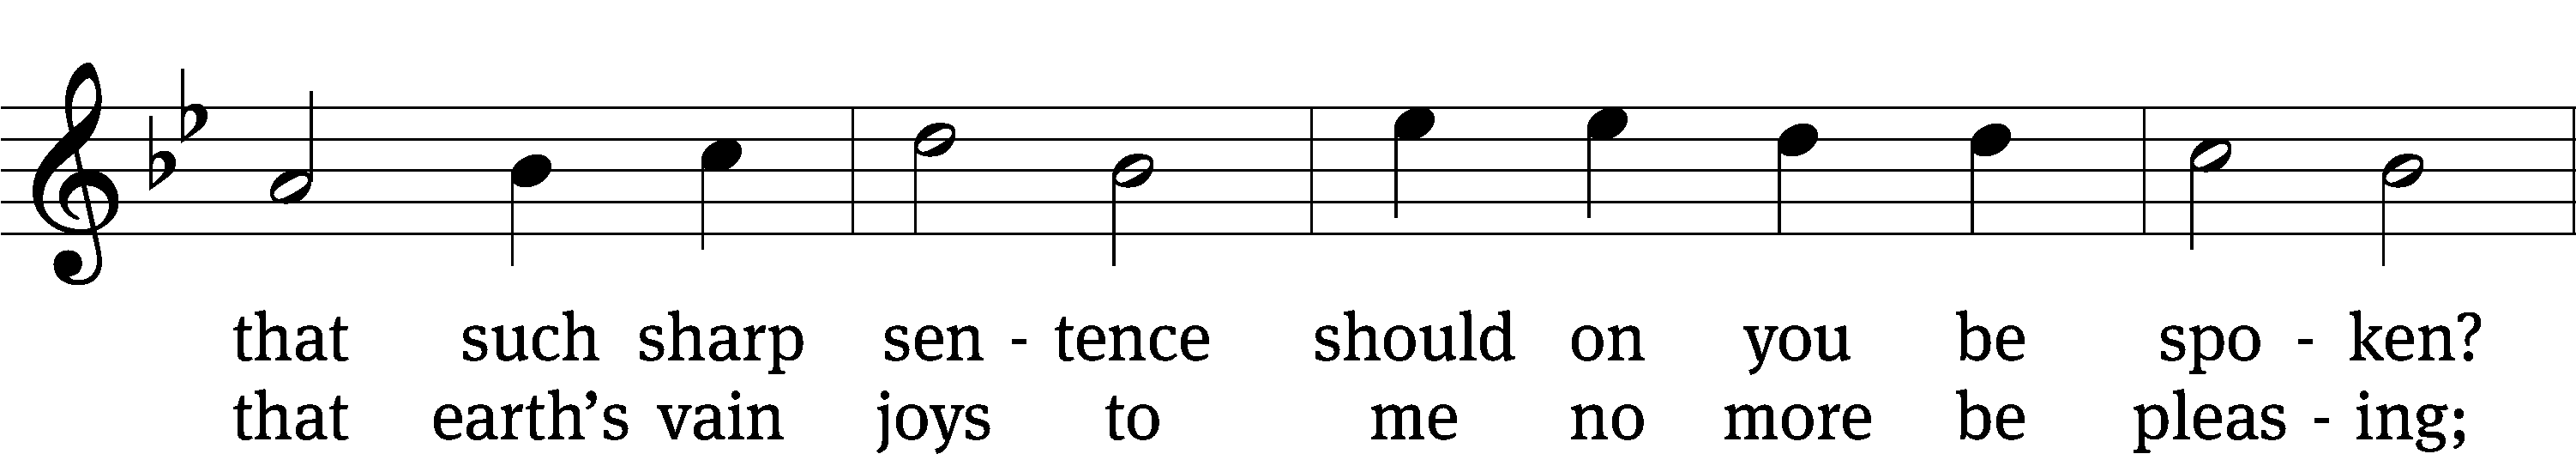 that such sharp sen - tence should on you be spo - ken?
that earth’s vain joys to me no more be pleas - ing;